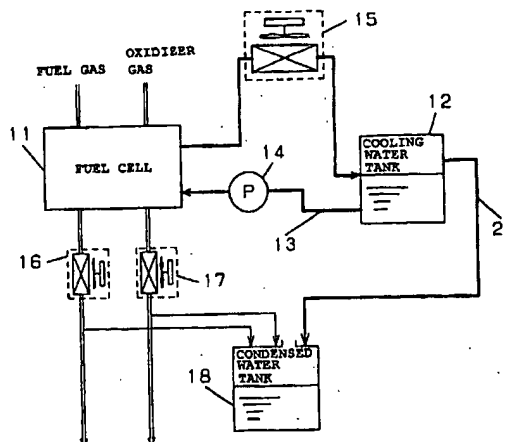 OXIDIZER
GAS
FUEL GAS
15
11
FUEL CELL
14
P
12
COOLING
WATER
TANK
13
2
16
17
CONDENSED
WATER
TANK
18